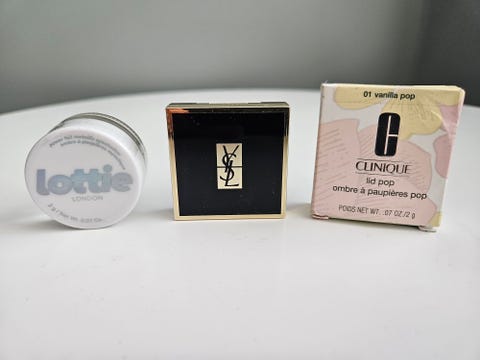 lottie
LONDON
YSL
01 vanilla pop
CLINIQUE
lid pop
ombre à paupières pop
POIDS NET WT. .07 OZ./2 g